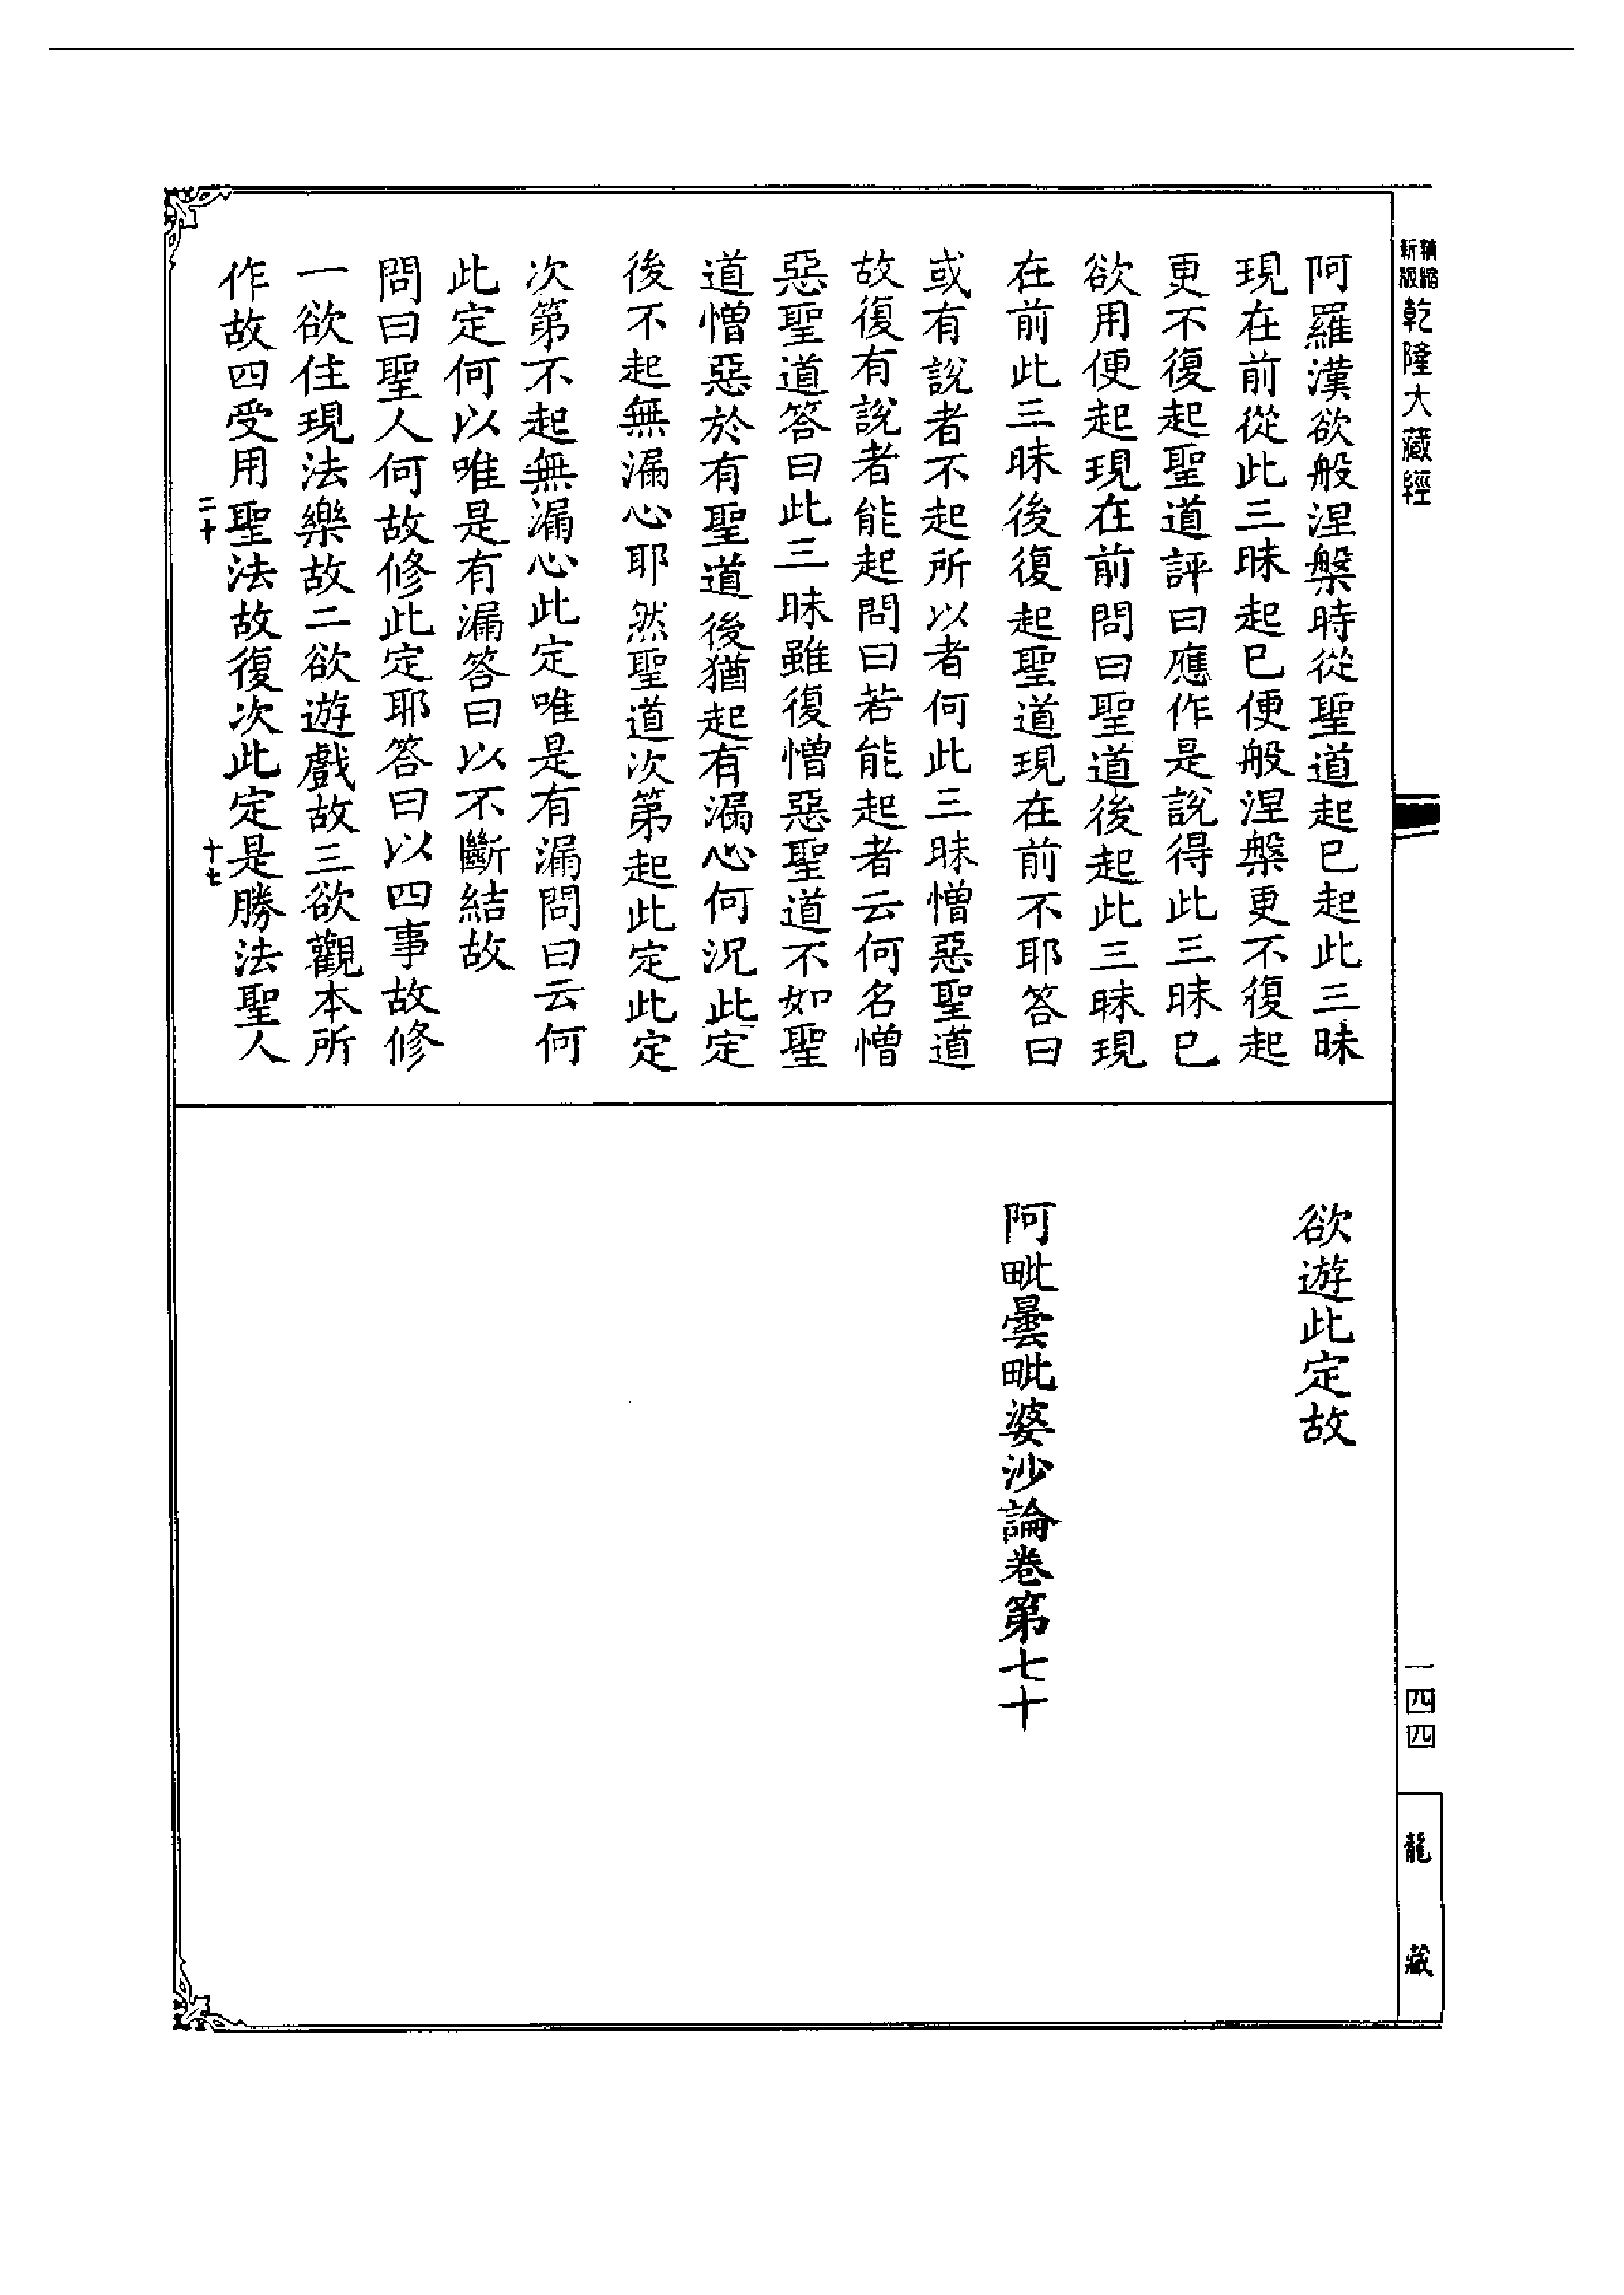 精縮
新版
乾隆大藏經
阿羅漢欲般涅槃時從聖道起已起此三昧
現在前從此三昧起已便般涅槃更不復起
更不復起聖道評曰應作是說得此三昧已
欲用便起現在前問曰聖道後起此三昧現
在前此三昧後復起聖道現在前不耶答曰
或有說者不起所以者何此三昧憎惡聖道
故復有說者能起問曰若能起者云何名憎
惡聖道答曰此三昧雖復憎惡聖道不如聖
道憎惡於有聖道後猶起有漏心何況此定
後不起無漏心耶然聖道次第起此定此定
次第不起無漏心此定唯是有漏問曰云何
此定何以唯是有漏答曰以不斷結故
問曰聖人何故修此定耶答曰以四事故修
一欲住現法樂故二欲遊戲故三欲觀本所
作故四受用聖法故復次此定是勝法聖人
二十
十七
欲遊此定故
阿毗曇毗婆沙論卷第七十
一四四
龍藏